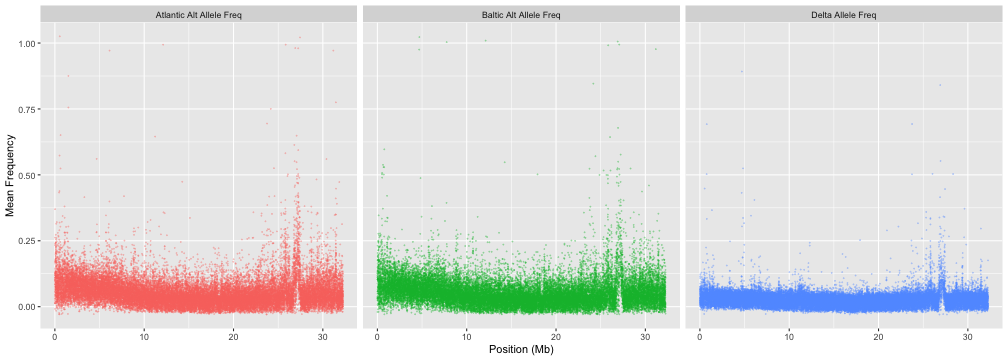 Atlantic Alt Allele Freq
Baltic Alt Allele Freq
Delta Allele Freq
Mean Frequency
1.00
0.75
0.50
0.25
0.00
0 10 20 30
0 10 20 30
0 10 20 30
Position (Mb)